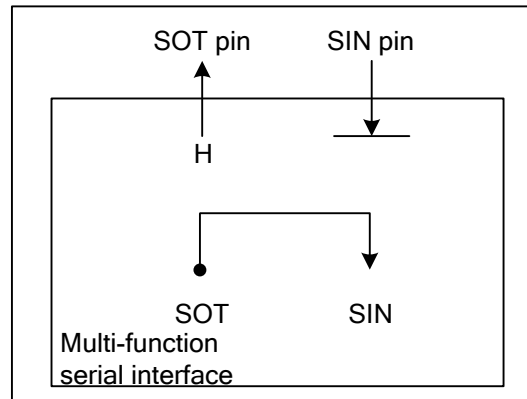 SOT pin SIN pin
H
SOT SIN
Multi-function
serial interface